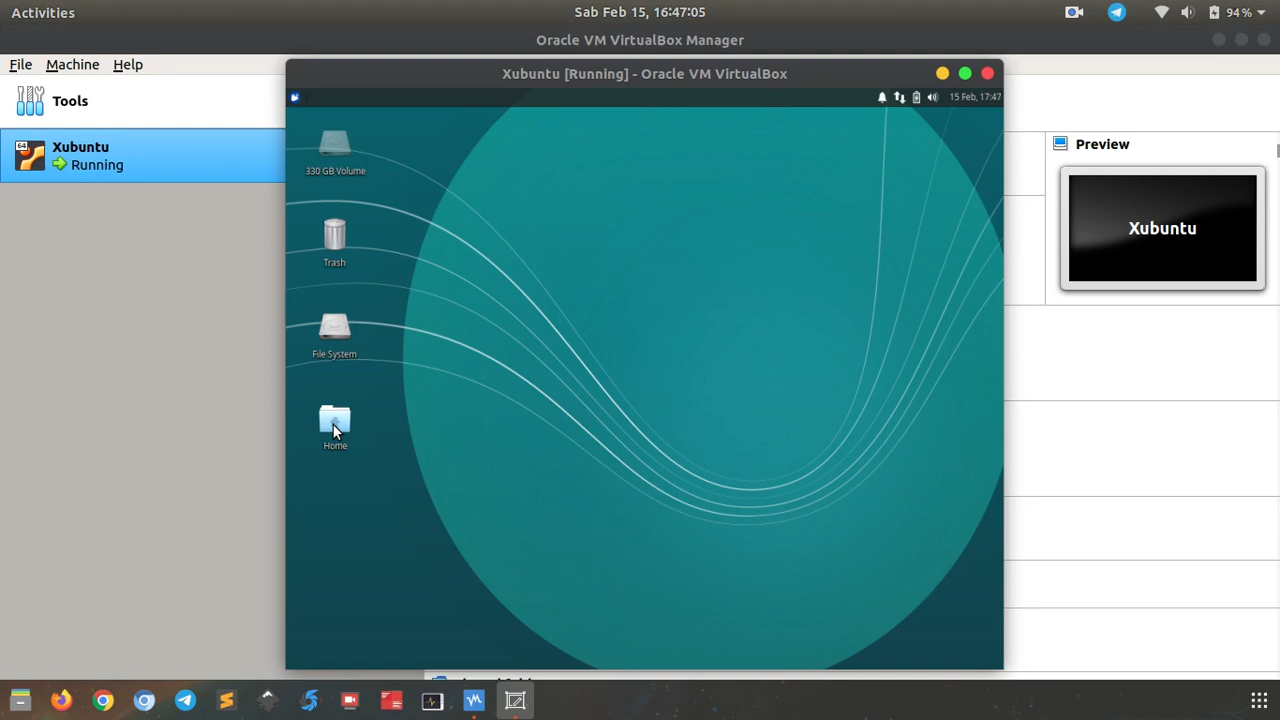 Activities
Sab Feb 15, 16:47:05
94 %
Oracle VM VirtualBox Manager
File Machine Help
Tools
64
Xubuntu
Running
Xubuntu [Running] - Oracle VM VirtualBox
15 Feb, 17:47
330 GB Volume
Trash
File System
Home
Preview
Xubuntu